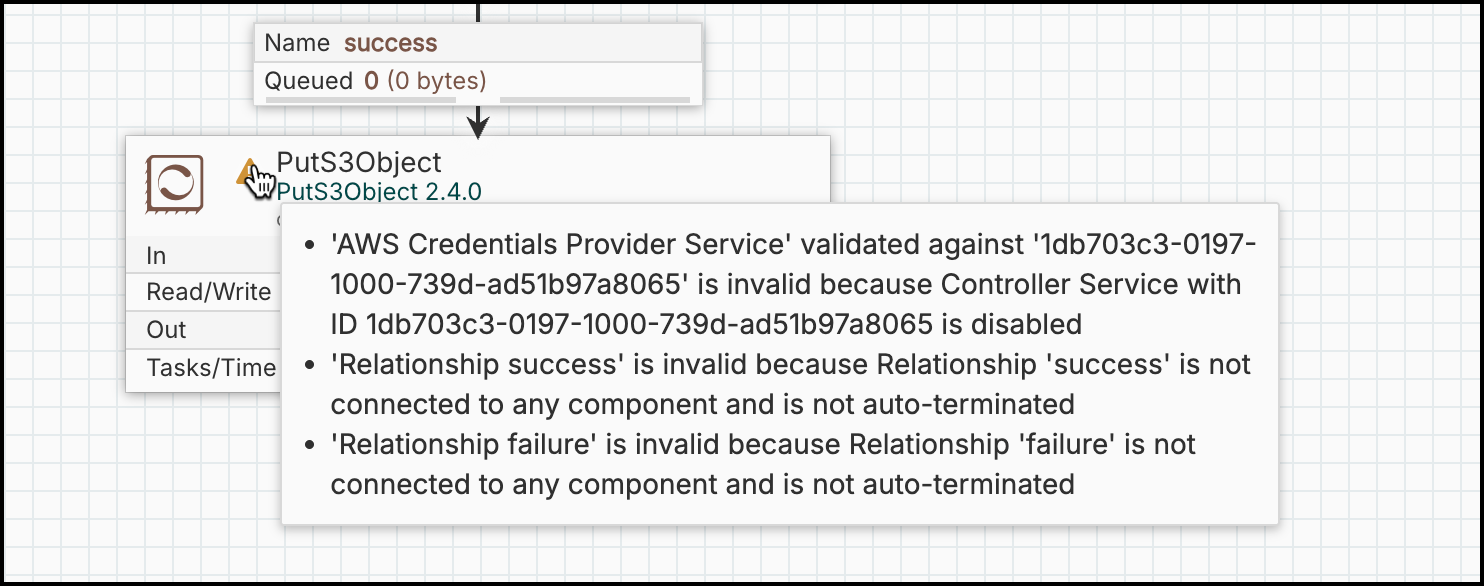 Name success
Queued 0 (0 bytes)
PutS3Object
PutS3Object 2.4.0
In
Read/Write
Out
Tasks/Time
• 'AWS Credentials Provider Service' validated against '1db703c3-0197-
1000-739d-ad51b97a8065' is invalid because Controller Service with
ID 1db703c3-0197-1000-739d-ad51b97a8065 is disabled
• 'Relationship success' is invalid because Relationship 'success' is not
connected to any component and is not auto-terminated
• 'Relationship failure' is invalid because Relationship 'failure' is not
connected to any component and is not auto-terminated